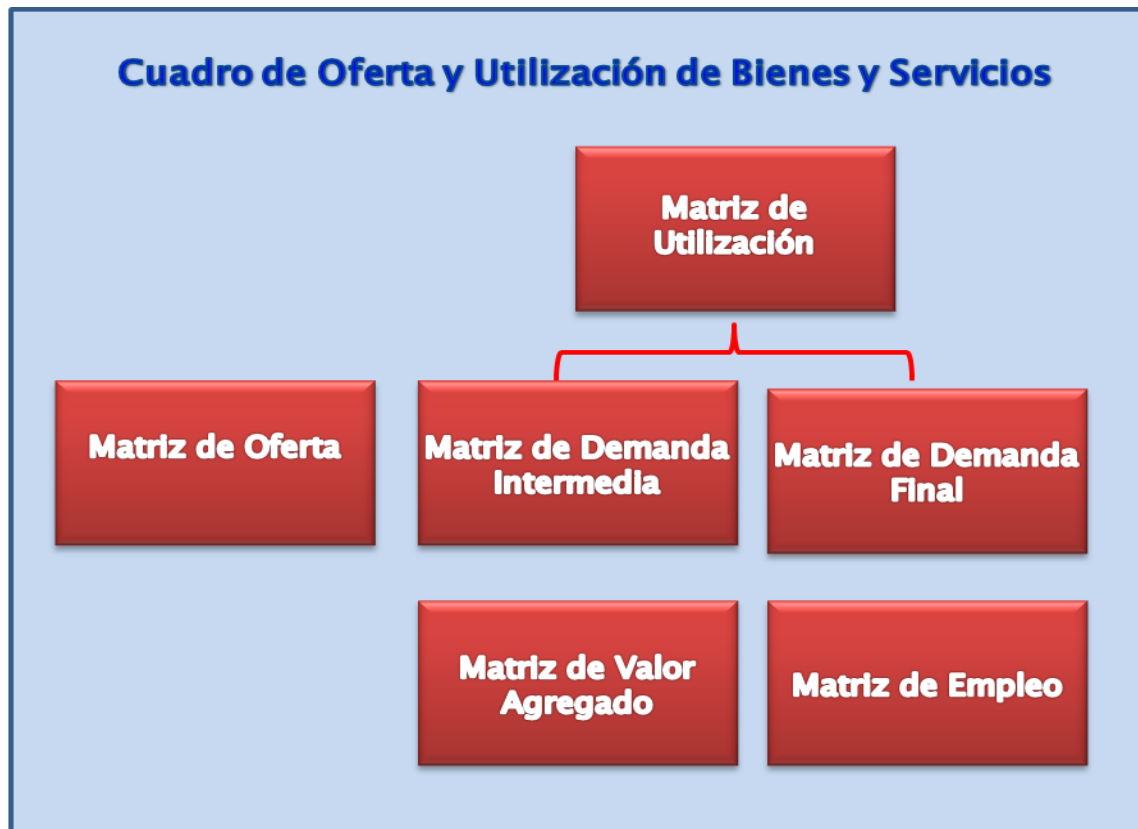 Cuadro de Oferta y Utilización de Bienes y Servicios
Matriz de
Utilización
Matriz de Oferta
Matriz de Demanda
Intermedia
Matriz de Demanda
Final
Matriz de Valor
Agregado
Matriz de Empleo